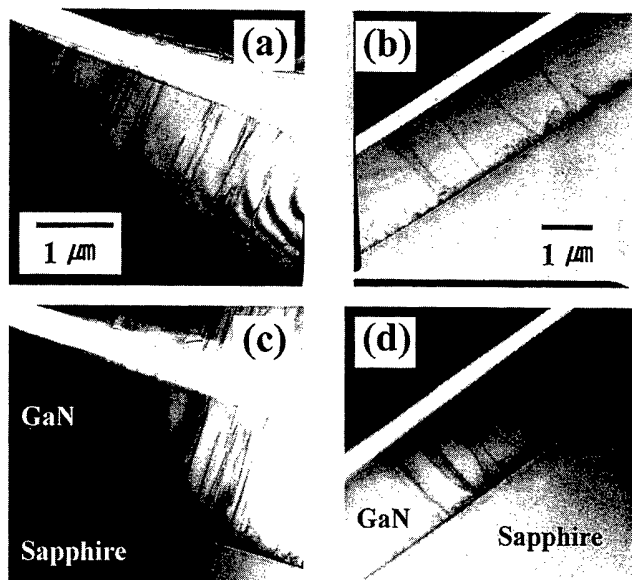 (a)
1 μm
(b)
1 μm
(c)
GaN
Sapphire
(d)
GaN
Sapphire